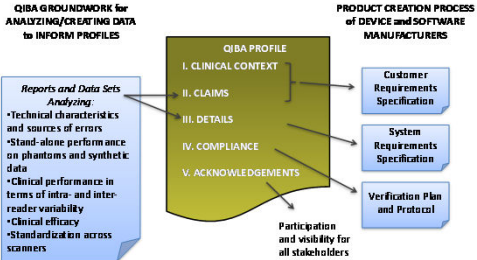 QIBA GROUNDWORK for
ANALYZING/CREATING DATA
to INFORM PROFILES
Reports and Data Sets
Analyzing:
•Technical characteristics
and sources of errors
•Stand-alone performance
on phantoms and synthetic
data
•Clinical performance in
terms of intra- and inter-
reader variability
•Clinical efficacy
•Standardization across
scanners
QIBA PROFILE
I. CLINICAL CONTEXT
II. CLAIMS
III. DETAILS
IV. COMPLIANCE
V. ACKNOWLEDGEMENTS
Participation
and visibility for
all stakeholders
PRODUCT CREATION PROCESS
of DEVICE and SOFTWARE
MANUFACTURERS
Customer
Requirements
Specification
System
Requirements
Specification
Verification Plan
and Protocol